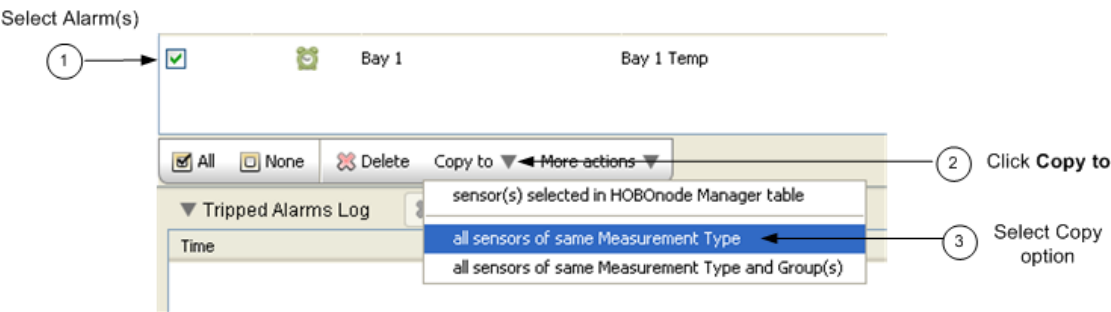 Select Alarm(s)
1
Bay 1 Bay 1 Temp
All None Delete Copy to More actions
2 Click Copy to
sensor(s) selected in HOBOnode Manager table
Tripped Alarms Log
all sensors of same Measurement Type
3 Select Copy option
Time
all sensors of same Measurement Type and Group(s)